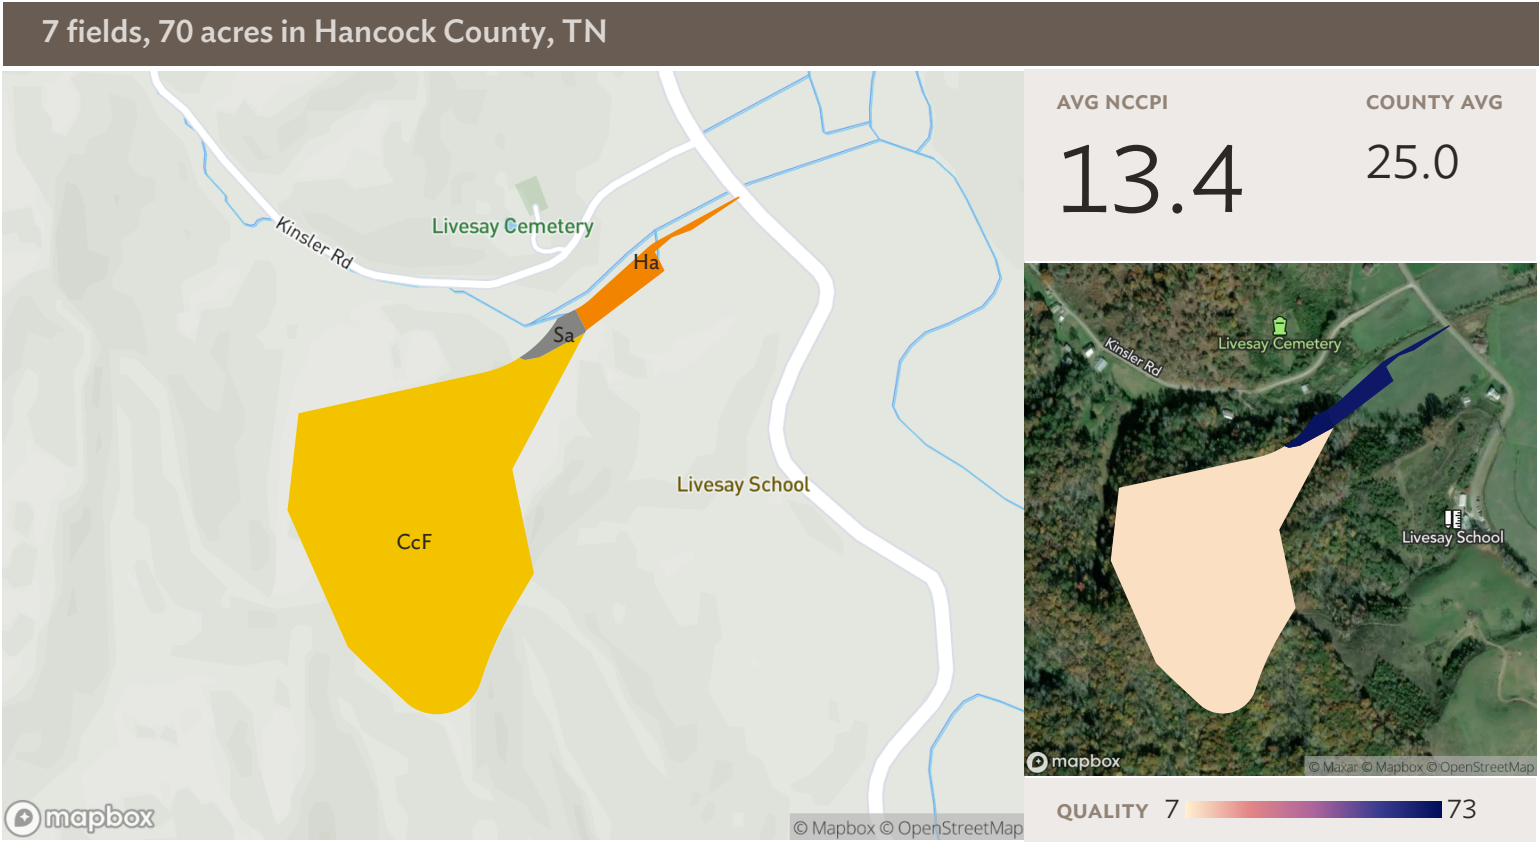 7 fields, 70 acres in Hancock County, TN
Kinsler Rd
Livesay Cemetery
Ha
Sa
CcF
Livesay School
mapbox
© Mapbox © OpenStreetMap
AVG NCCPI
13.4
COUNTY AVG
25.0
Kinsler Rd
Livesay Cemetery
Livesay School
mapbox
© Maxar © Mapbox © OpenStreetMap
QUALITY 7 73